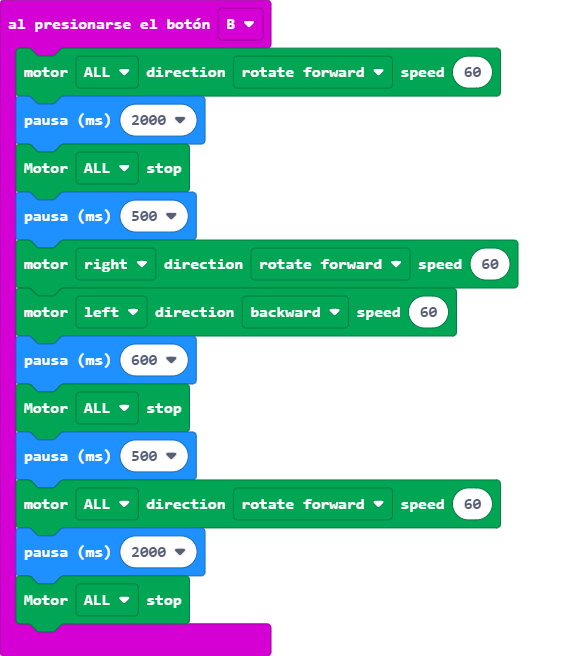 al presionarse el botón B
motor ALL direction rotate forward speed 60
pausa (ms) 2000
Motor ALL stop
pausa (ms) 500
motor right direction rotate forward speed 60
motor left direction backward speed 60
pausa (ms) 600
Motor ALL stop
pausa (ms) 500
motor ALL direction rotate forward speed 60
pausa (ms) 2000
Motor ALL stop